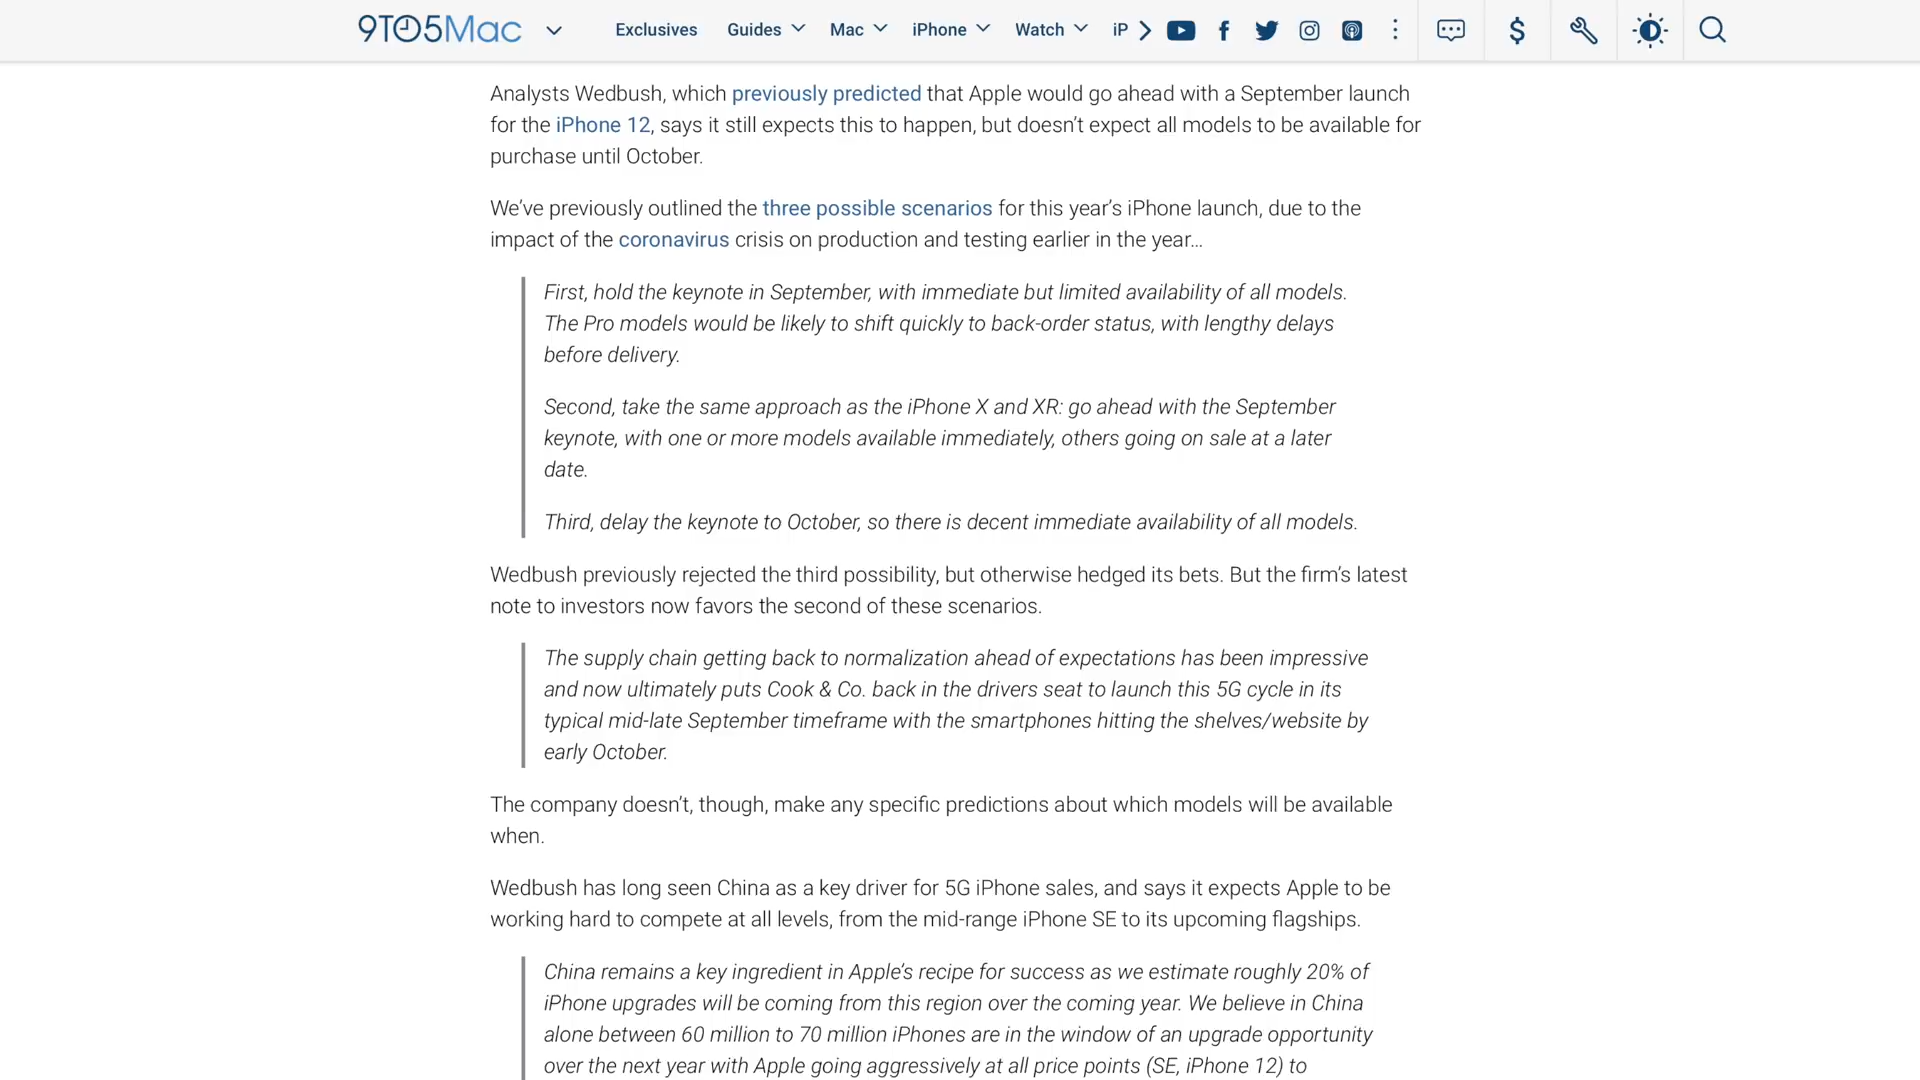 9TO5Mac Exclusives Guides Mac iPhone Watch iP
Analysts Wedbush, which previously predicted that Apple would go ahead with a September launch
for the iPhone 12, says it still expects this to happen, but doesn’t expect all models to be available for
purchase until October.
We’ve previously outlined the three possible scenarios for this year’s iPhone launch, due to the
impact of the coronavirus crisis on production and testing earlier in the year…
First, hold the keynote in September, with immediate but limited availability of all models.
The Pro models would be likely to shift quickly to back-order status, with lengthy delays
before delivery.
Second, take the same approach as the iPhone X and XR: go ahead with the September
keynote, with one or more models available immediately, others going on sale at a later
date.
Third, delay the keynote to October, so there is decent immediate availability of all models.
Wedbush previously rejected the third possibility, but otherwise hedged its bets. But the firm’s latest
note to investors now favors the second of these scenarios.
The supply chain getting back to normalization ahead of expectations has been impressive
and now ultimately puts Cook & Co. back in the drivers seat to launch this 5G cycle in its
typical mid-late September timeframe with the smartphones hitting the shelves/website by
early October.
The company doesn’t, though, make any specific predictions about which models will be available
when.
Wedbush has long seen China as a key driver for 5G iPhone sales, and says it expects Apple to be
working hard to compete at all levels, from the mid-range iPhone SE to its upcoming flagships.
China remains a key ingredient in Apple’s recipe for success as we estimate roughly 20% of
iPhone upgrades will be coming from this region over the coming year. We believe in China
alone between 60 million to 70 million iPhones are in the window of an upgrade opportunity
over the next year with Apple going aggressively at all price points (SE, iPhone 12) to